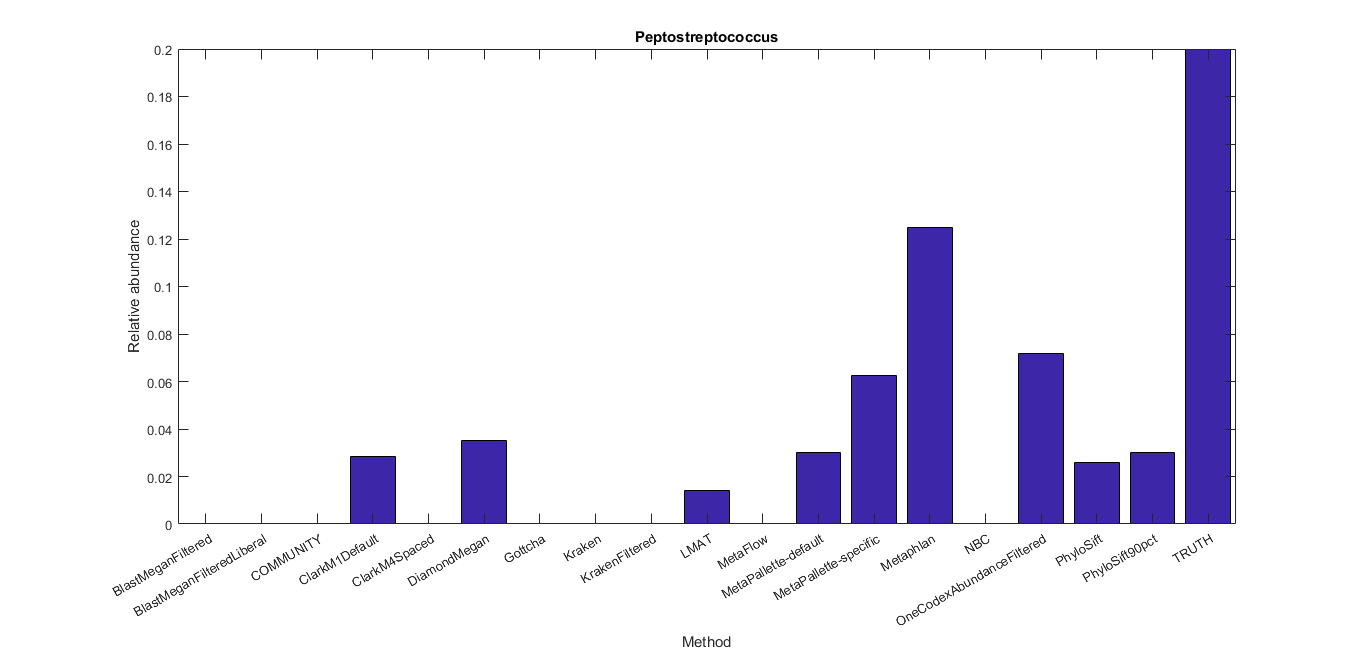 Peptostreptococcus
0.2
0.18
0.16
0.14
0.12
0.1
0.08
0.06
0.04
0.02
0
Relative abundance
BlastMeganFiltered
BlastMeganFilteredLiberal
COMMUNITY
ClarkM1Default
ClarkM4Spaced
DiamondMegan
Gottcha
Kraken
KrakenFiltered
LMAT
MetaFlow
MetaPallette-default
MetaPallette-specific
Metaphlan
NBC
OneCodexAbundanceFiltered
PhyloSift
PhyloSift90pct
TRUTH
Method